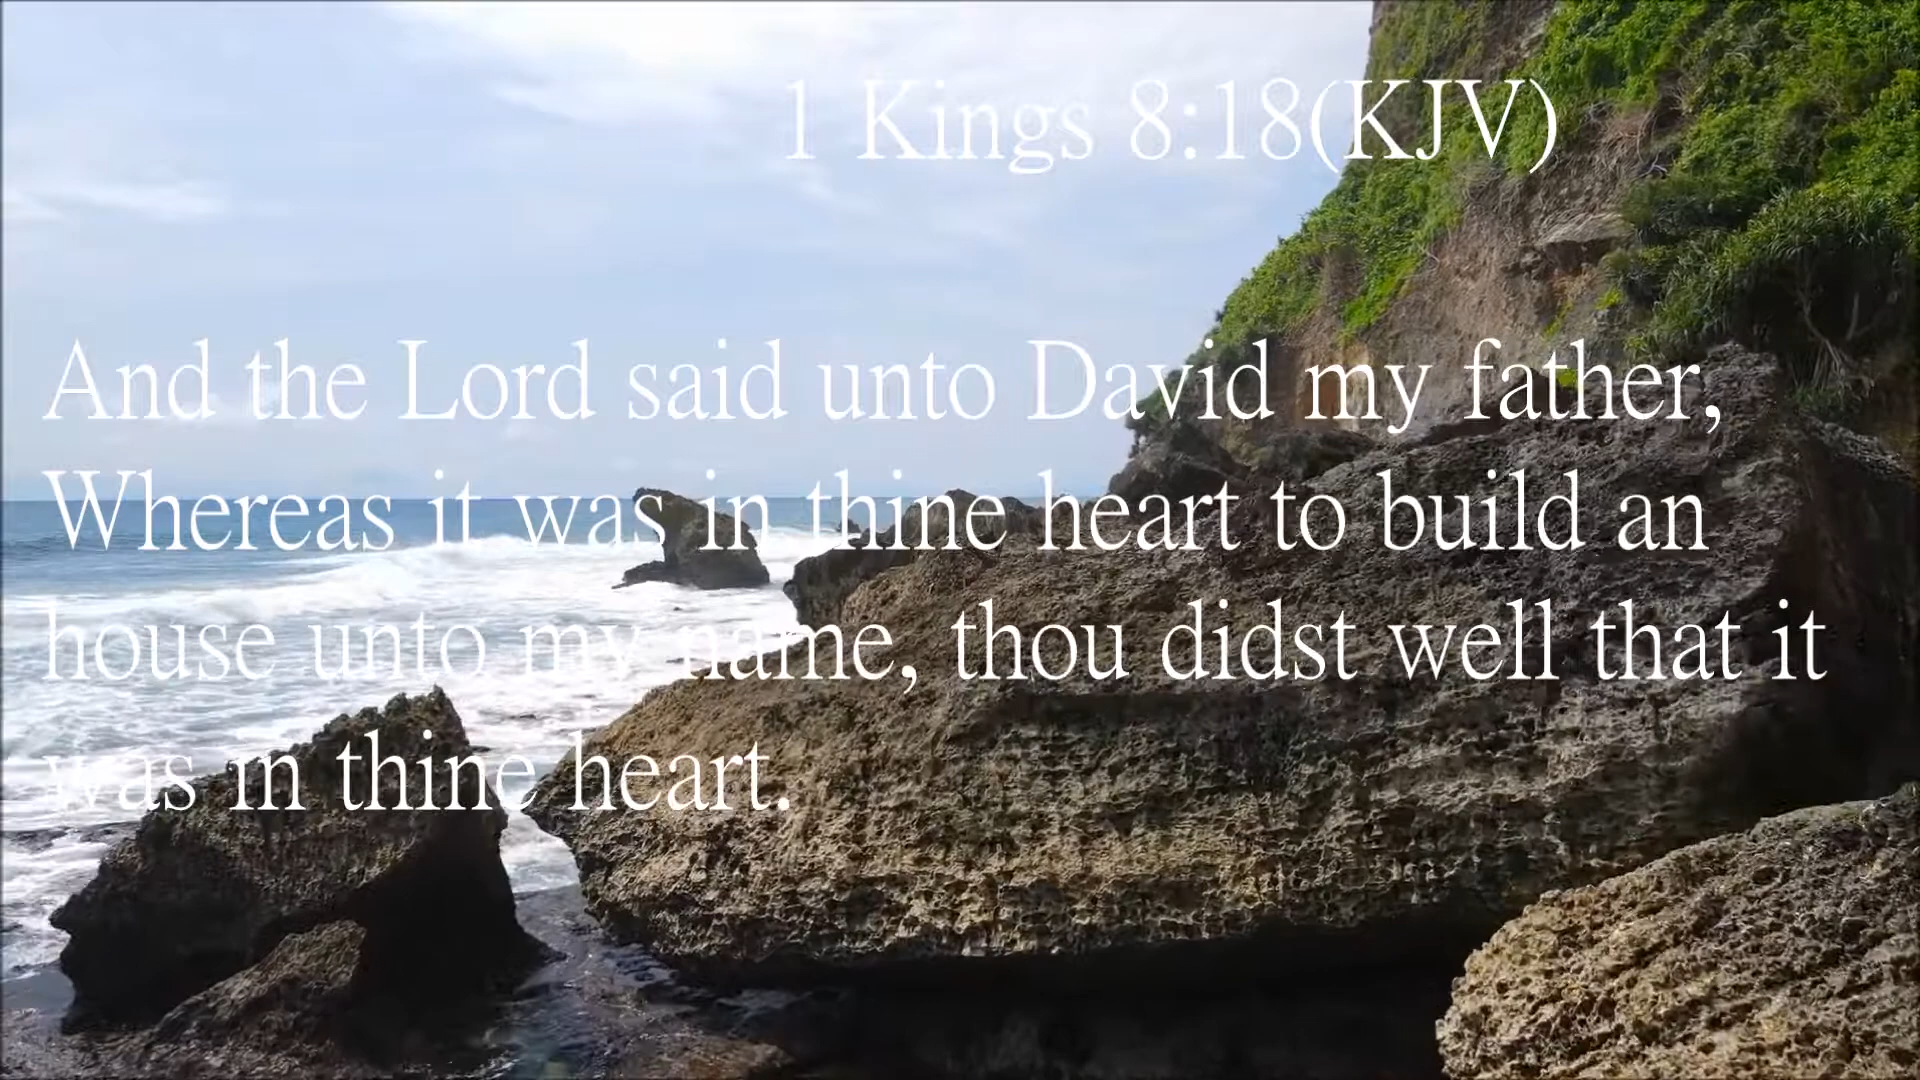 1 Kings 8:18(KJV)
And the Lord said unto David my father,
Whereas it was in thine heart to build an
house unto my name, thou didst well that it
was in thine heart.